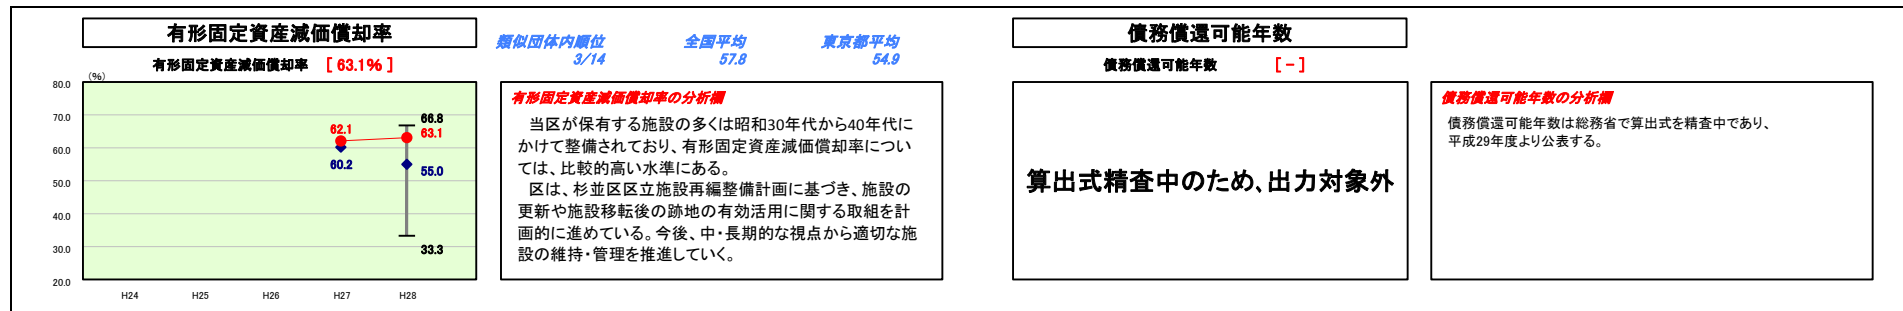 有形固定資産減価償却率
有形固定資産減価償却率 [ 63.1% ]
類似団体内順位
3/14
全国平均
57.8
東京都平均
54.9
(%)
80.0
70.0
60.0
50.0
40.0
30.0
20.0
62.1
60.2
66.8
63.1
55.0
33.3
H24
H25
H26
H27
H28
有形固定資産減価償却率の分析欄
当区が保有する施設の多くは昭和30年代から40年代に
かけて整備されており、有形固定資産減価償却率につい
ては、比較的高い水準にある。
区は、杉並区区立施設再編整備計画に基づき、施設の
更新や施設移転後の跡地の有効活用に関する取組を計
画的に進めている。今後、中・長期的な視点から適切な施
設の維持・管理を推進していく。
債務償還可能年数
債務償還可能年数 [ - ]
算出式精査中のため、出力対象外
債務償還可能年数の分析欄
債務償還可能年数は総務省で算出式を精査中であり、
平成29年度より公表する。